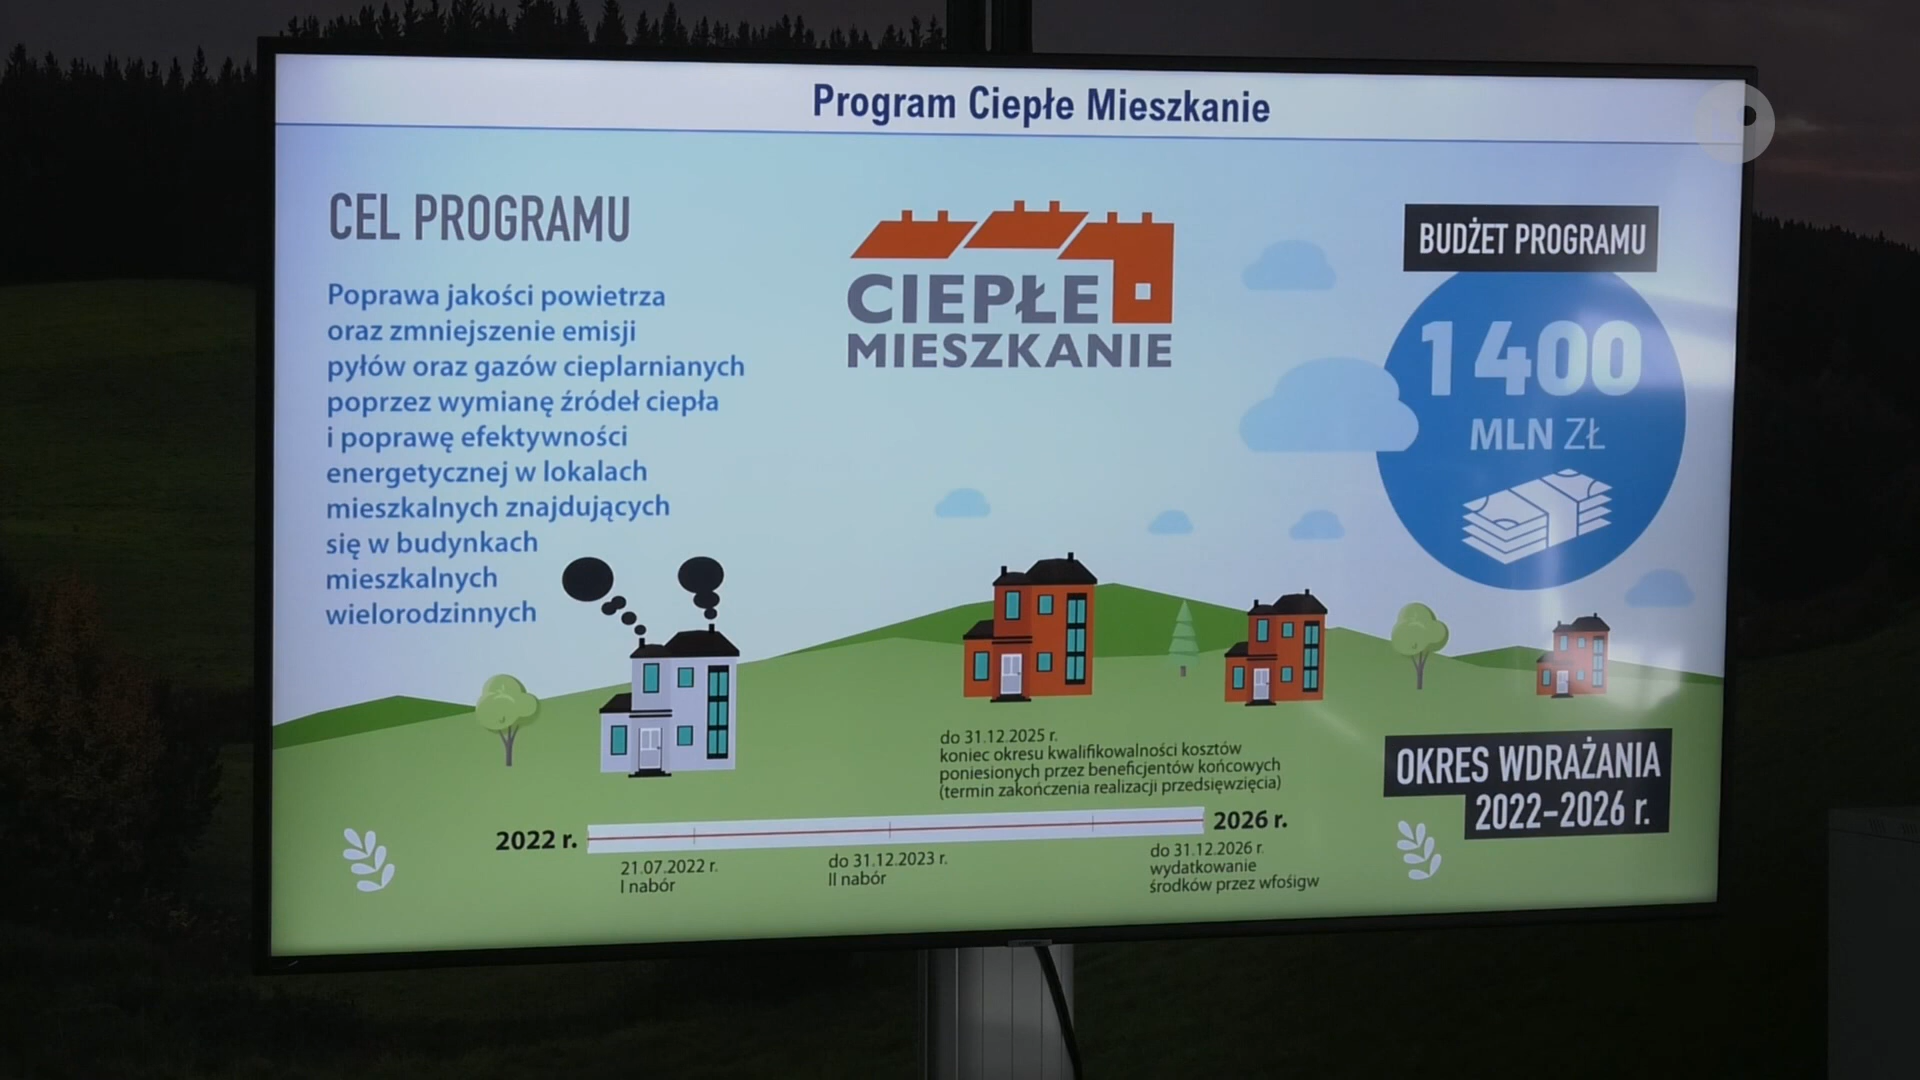 Program Ciepłe Mieszkanie
CEL PROGRAMU
Poprawa jakości powietrza
oraz zmniejszenie emisji
pyłów oraz gazów cieplarnianych
poprzez wymianę źródeł ciepła
i poprawę efektywności
energetycznej w lokalach
mieszkalnych znajdujących
się w budynkach
mieszkalnych
wielorodzinnych
CIEPŁE
MIESZKANIE
BUDŻET PROGRAMU
1 400
MLN ZŁ
do 31.12.2025 r.
koniec okresu kwalifikowalności kosztów
poniesionych przez beneficjentów końcowych
(termin zakończenia realizacji przedsięwzięcia)
2022 r.
2026 r.
21.07.2022 r.
I nabór
do 31.12.2023 r.
II nabór
do 31.12.2026 r.
wydatkowanie
środków przez wfośigw
OKRES WDRAŻANIA
2022-2026 r.